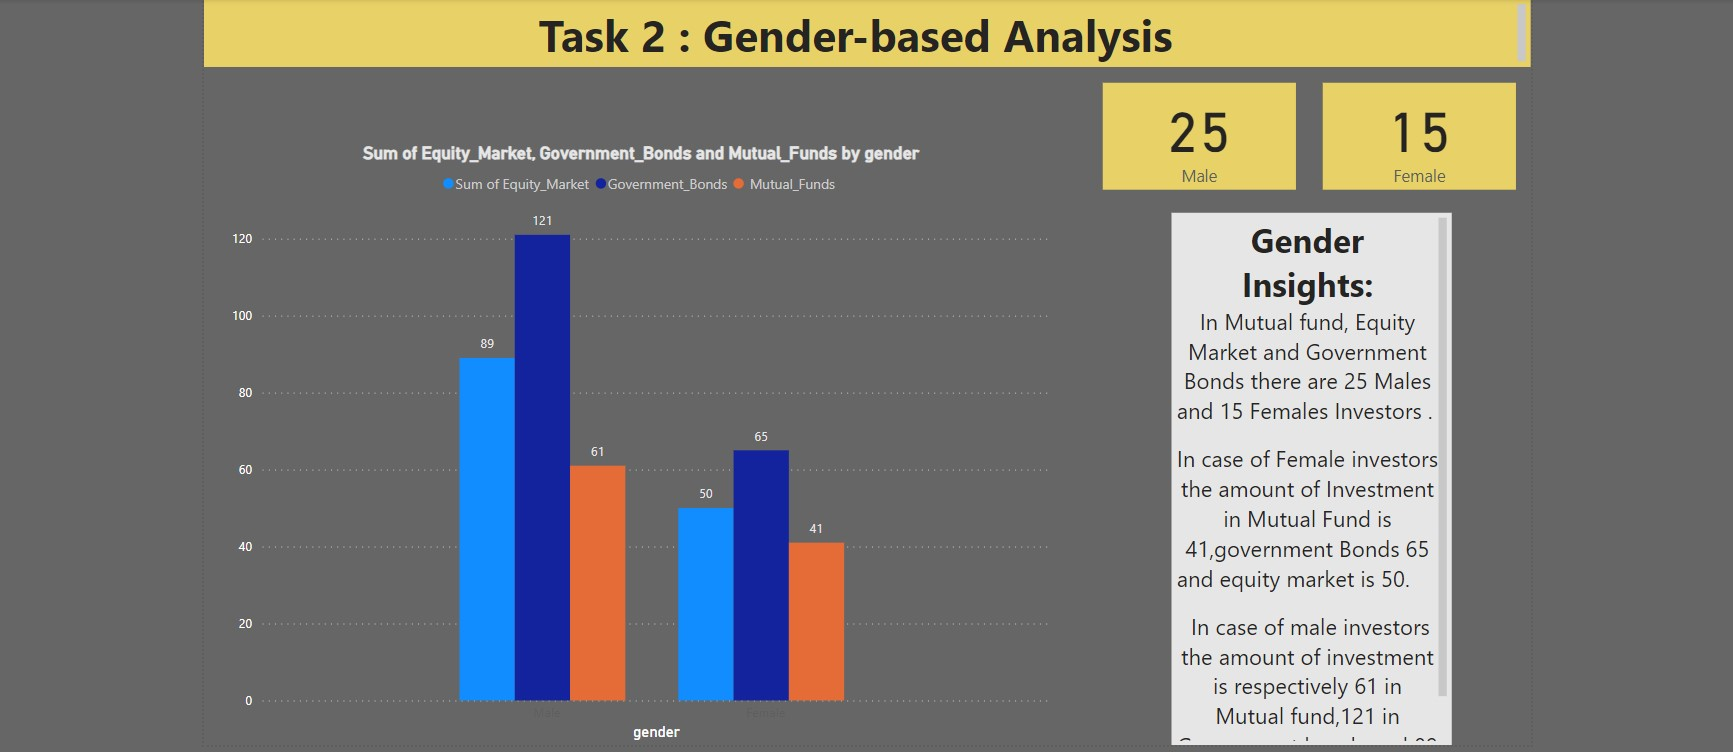 Task 2 : Gender-based Analysis
25
Male
15
Female
Sum of Equity_Market, Government_Bonds and Mutual_Funds by gender
Sum of Equity_Market Government_Bonds Mutual_Funds
120
100
80
60
40
20
0
89
121
61
50
65
41
Male
Female
gender
Gender
Insights:
In Mutual fund, Equity
Market and Government
Bonds there are 25 Males
and 15 Females Investors .
In case of Female investors
the amount of Investment
in Mutual Fund is
41,government Bonds 65
and equity market is 50.
In case of male investors
the amount of investment
is respectively 61 in
Mutual fund,121 in